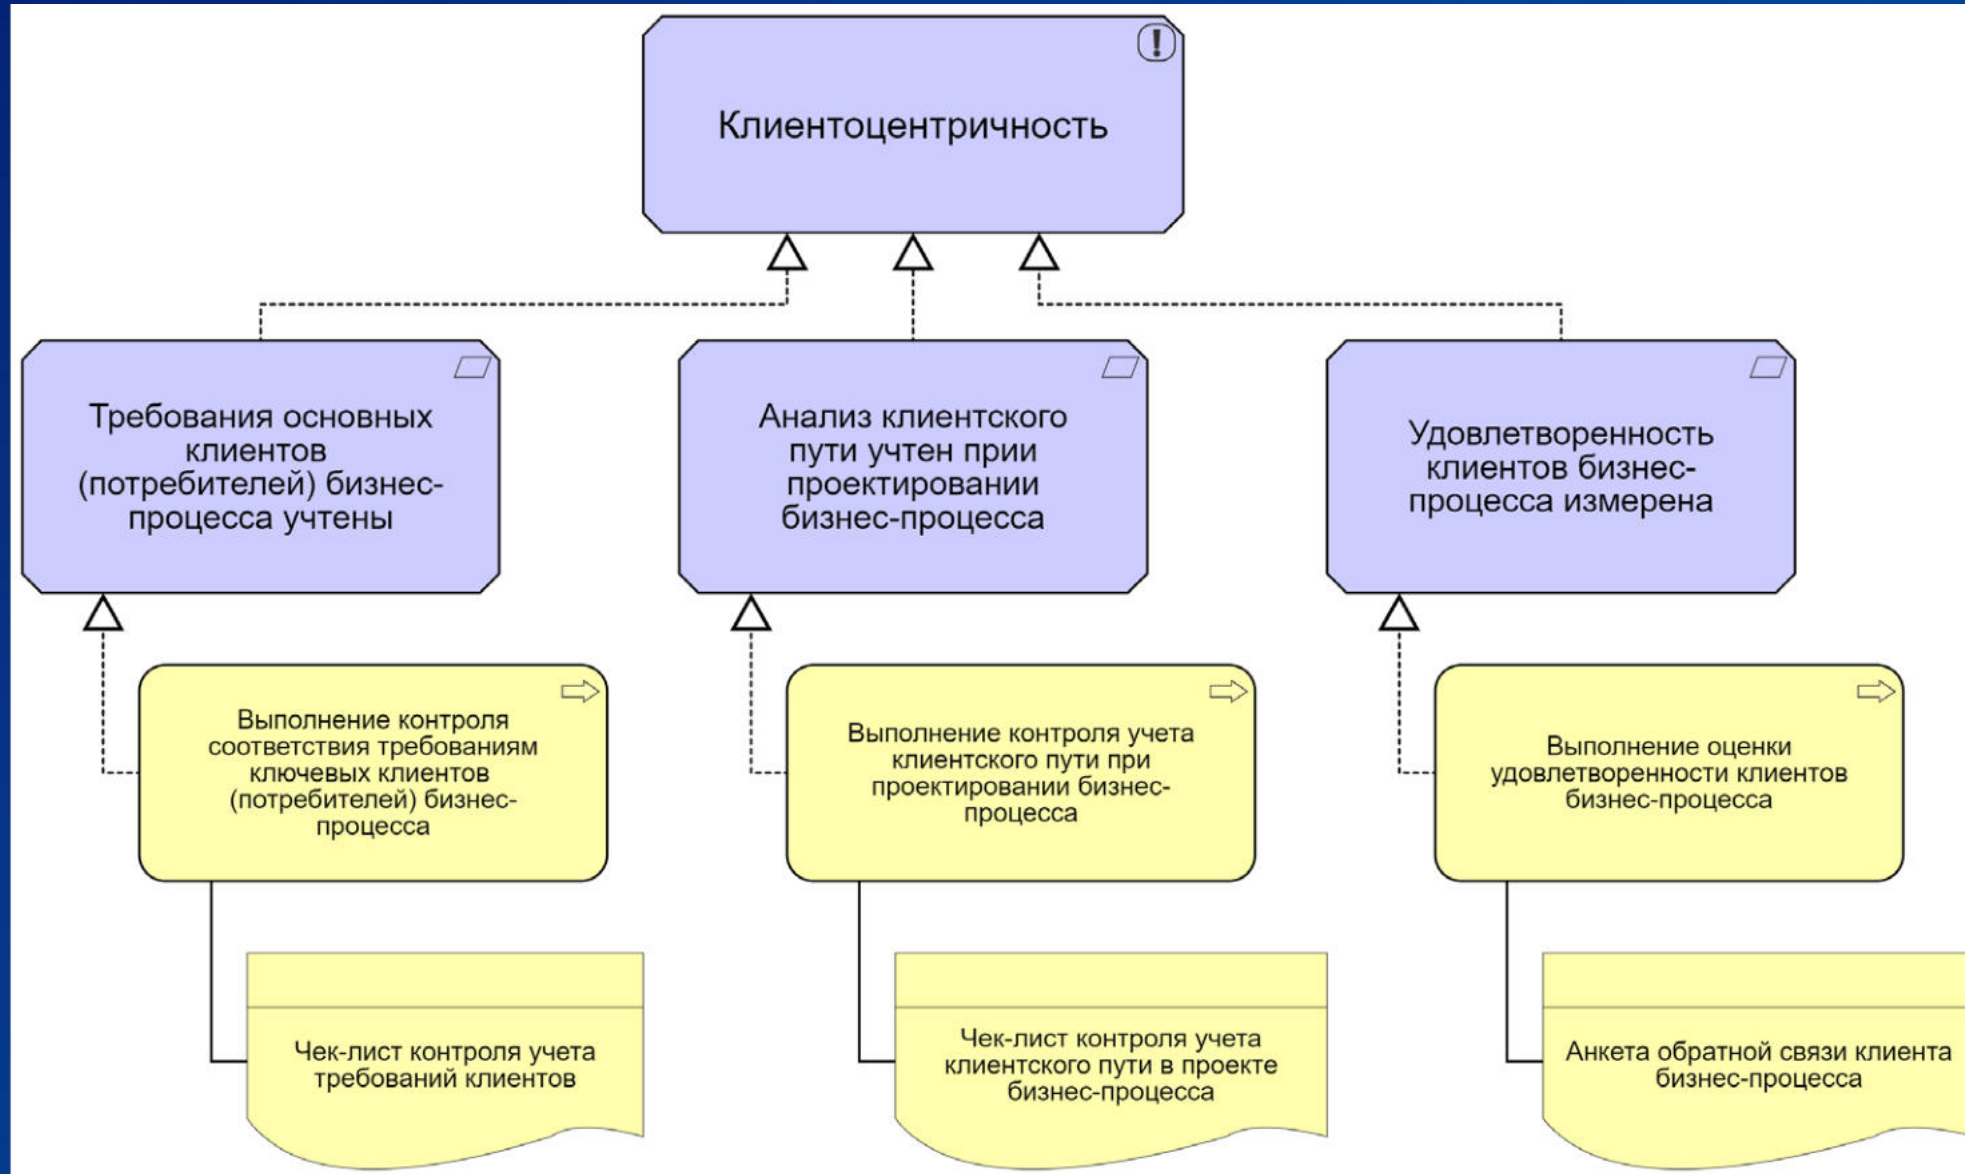 Клиентоцентричность
Требования основных
клиентов
(потребителей) бизнес-
процесса учтены
Анализ клиентского
пути учтен прии
проектировании
бизнес-процесса
Удовлетворенность
клиентов бизнес-
процесса измерена
Выполнение контроля
соответствия требованиям
ключевых клиентов
(потребителей) бизнес-
процесса
Выполнение контроля учета
клиентского пути при
проектировании бизнес-
процесса
Выполнение оценки
удовлетворенности клиентов
бизнес-процесса
Чек-лист контроля учета
требований клиентов
Чек-лист контроля учета
клиентского пути в проекте
бизнес-процесса
Анкета обратной связи клиента
бизнес-процесса